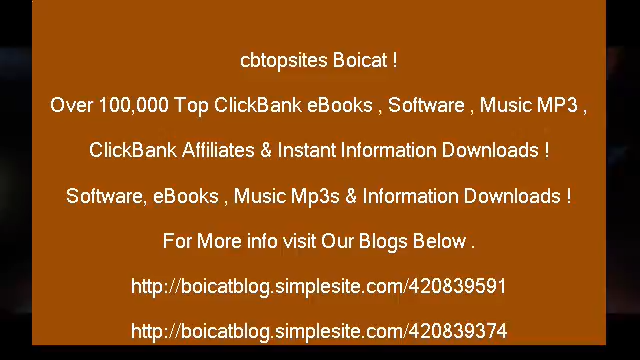 cbtopsites Boicat !
Over 100,000 Top ClickBank eBooks , Software , Music MP3 ,
ClickBank Affiliates & Instant Information Downloads !
Software, eBooks , Music Mp3s & Information Downloads !
For More info visit Our Blogs Below .
http://boicatblog.simplesite.com/420839591
http://boicatblog.simplesite.com/420839374